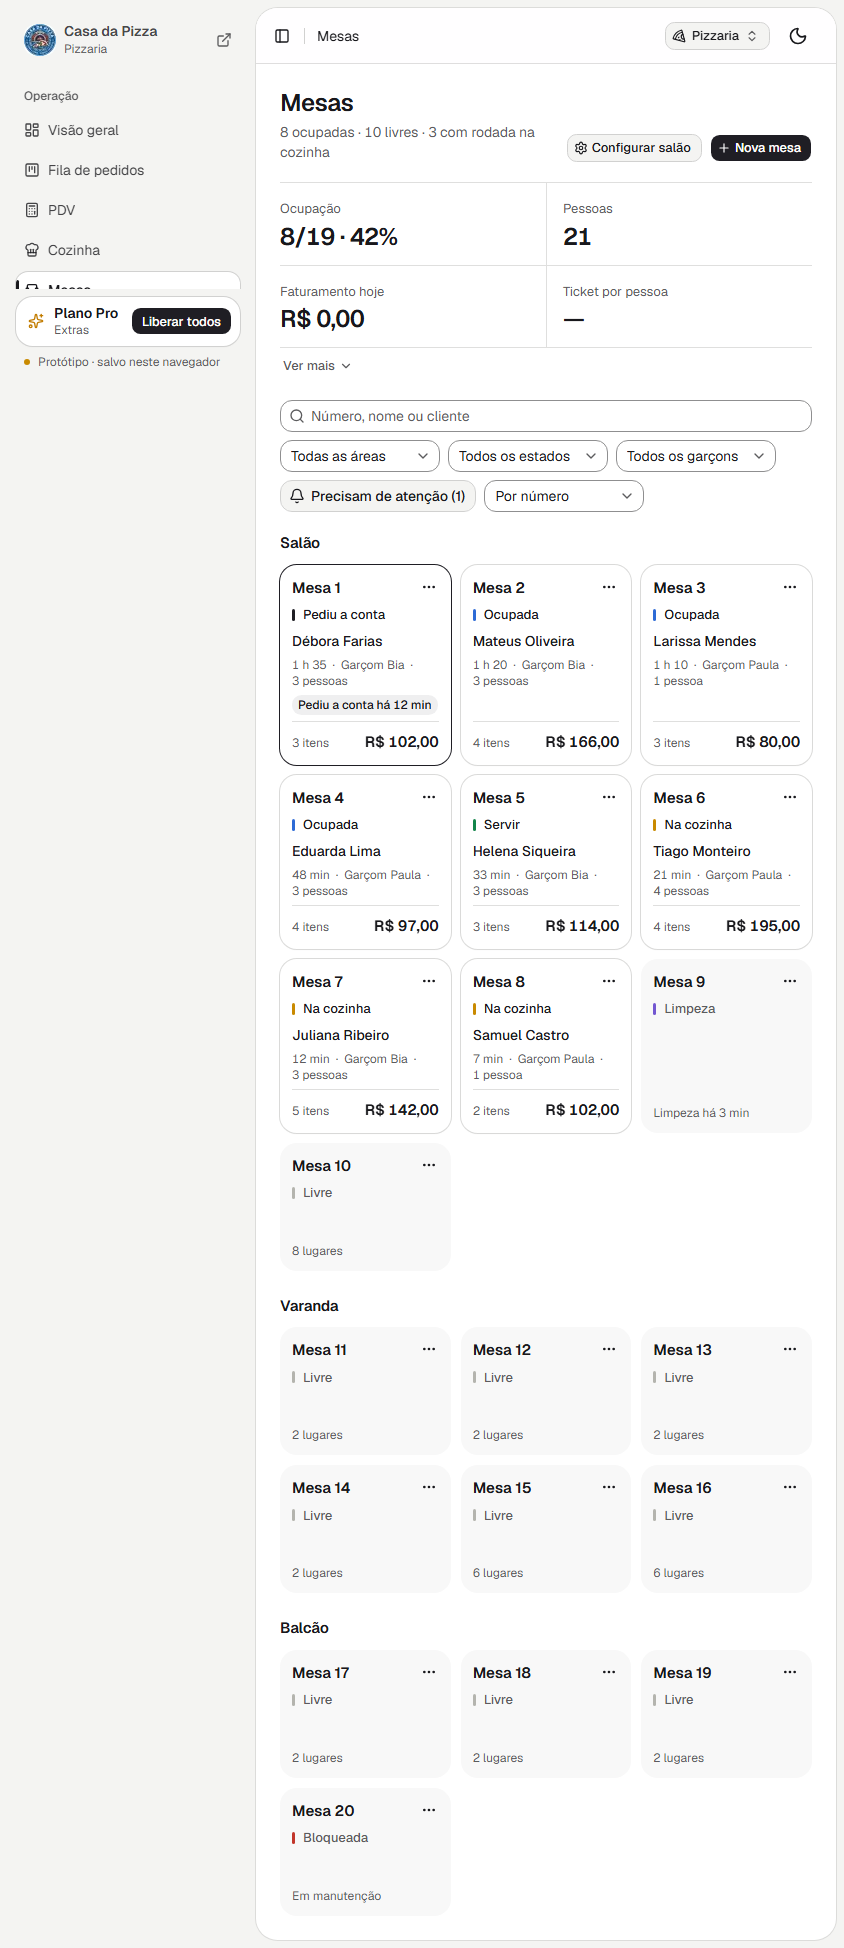 Casa da Pizza
Pizzaria
Operação
Visão geral
Fila de pedidos
PDV
Cozinha
Mesas
Plano Pro
Extras
Liberar todos
Protótipo · salvo neste navegador
Mesas
Pizzaria
Mesas
8 ocupadas · 10 livres · 3 com rodada na
cozinha
Configurar salão
Nova mesa
Ocupação
8/19 · 42%
Pessoas
21
Faturamento hoje
R$ 0,00
Ticket por pessoa
—
Ver mais
Número, nome ou cliente
Todas as áreas
Todos os estados
Todos os garçons
Precisam de atenção (1)
Por número
Salão
Mesa 1
Pediu a conta
Débora Farias
1 h 35 · Garçom Bia ·
3 pessoas
Pediu a conta há 12 min
3 itens
R$ 102,00
Mesa 2
Ocupada
Mateus Oliveira
1 h 20 · Garçom Bia ·
3 pessoas
4 itens
R$ 166,00
Mesa 3
Ocupada
Larissa Mendes
1 h 10 · Garçom Paula ·
1 pessoa
3 itens
R$ 80,00
Mesa 4
Ocupada
Eduarda Lima
48 min · Garçom Paula ·
3 pessoas
4 itens
R$ 97,00
Mesa 5
Servir
Helena Siqueira
33 min · Garçom Bia ·
3 pessoas
3 itens
R$ 114,00
Mesa 6
Na cozinha
Tiago Monteiro
21 min · Garçom Paula ·
4 pessoas
4 itens
R$ 195,00
Mesa 7
Na cozinha
Juliana Ribeiro
12 min · Garçom Bia ·
3 pessoas
5 itens
R$ 142,00
Mesa 8
Na cozinha
Samuel Castro
7 min · Garçom Paula ·
1 pessoa
2 itens
R$ 102,00
Mesa 9
Limpeza
Limpeza há 3 min
Mesa 10
Livre
8 lugares
Varanda
Mesa 11
Livre
2 lugares
Mesa 12
Livre
2 lugares
Mesa 13
Livre
2 lugares
Mesa 14
Livre
2 lugares
Mesa 15
Livre
6 lugares
Mesa 16
Livre
6 lugares
Balcão
Mesa 17
Livre
2 lugares
Mesa 18
Livre
2 lugares
Mesa 19
Livre
2 lugares
Mesa 20
Bloqueada
Em manutenção